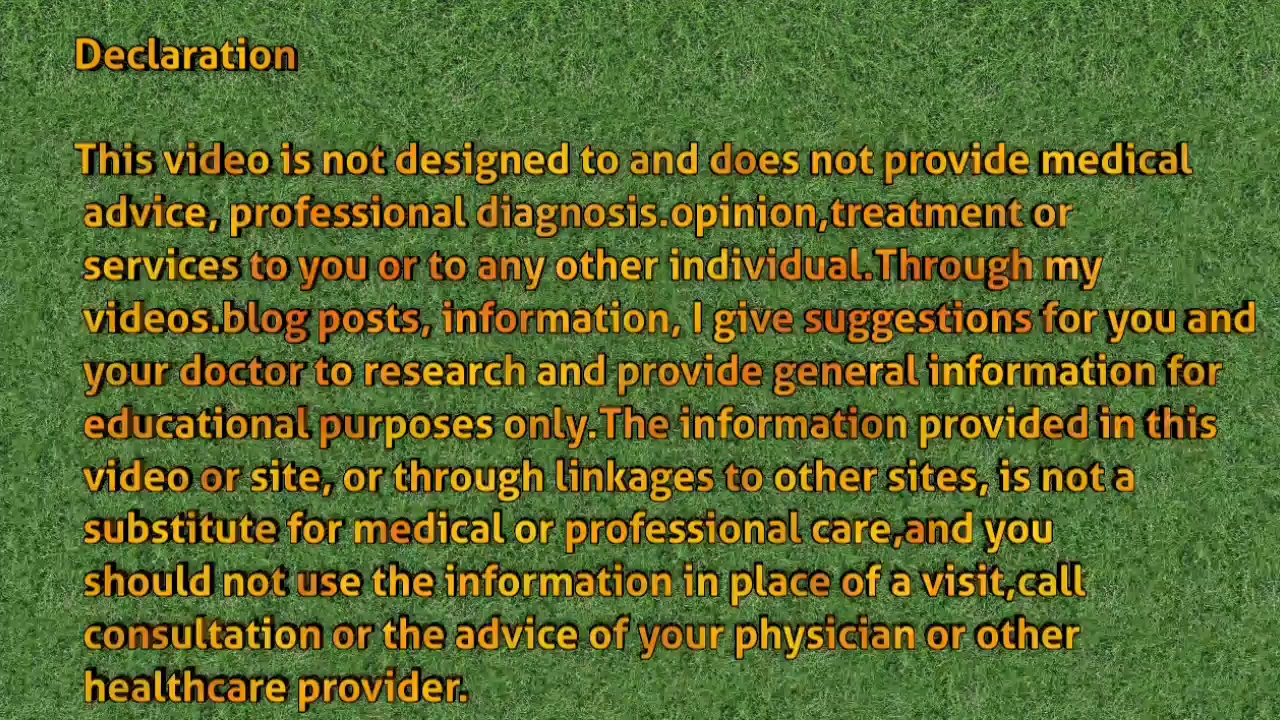 Declaration
This video is not designed to and does not provide medical
advice, professional diagnosis.opinion,treatment or
services to you or to any other individual.Through my
videos.blog posts, information, I give suggestions for you and
your doctor to research and provide general information for
educational purposes only.The information provided in this
video or site, or through linkages to other sites, is not a
substitute for medical or professional care,and you
should not use the information in place of a visit,call
consultation or the advice of your physician or other
healthcare provider.